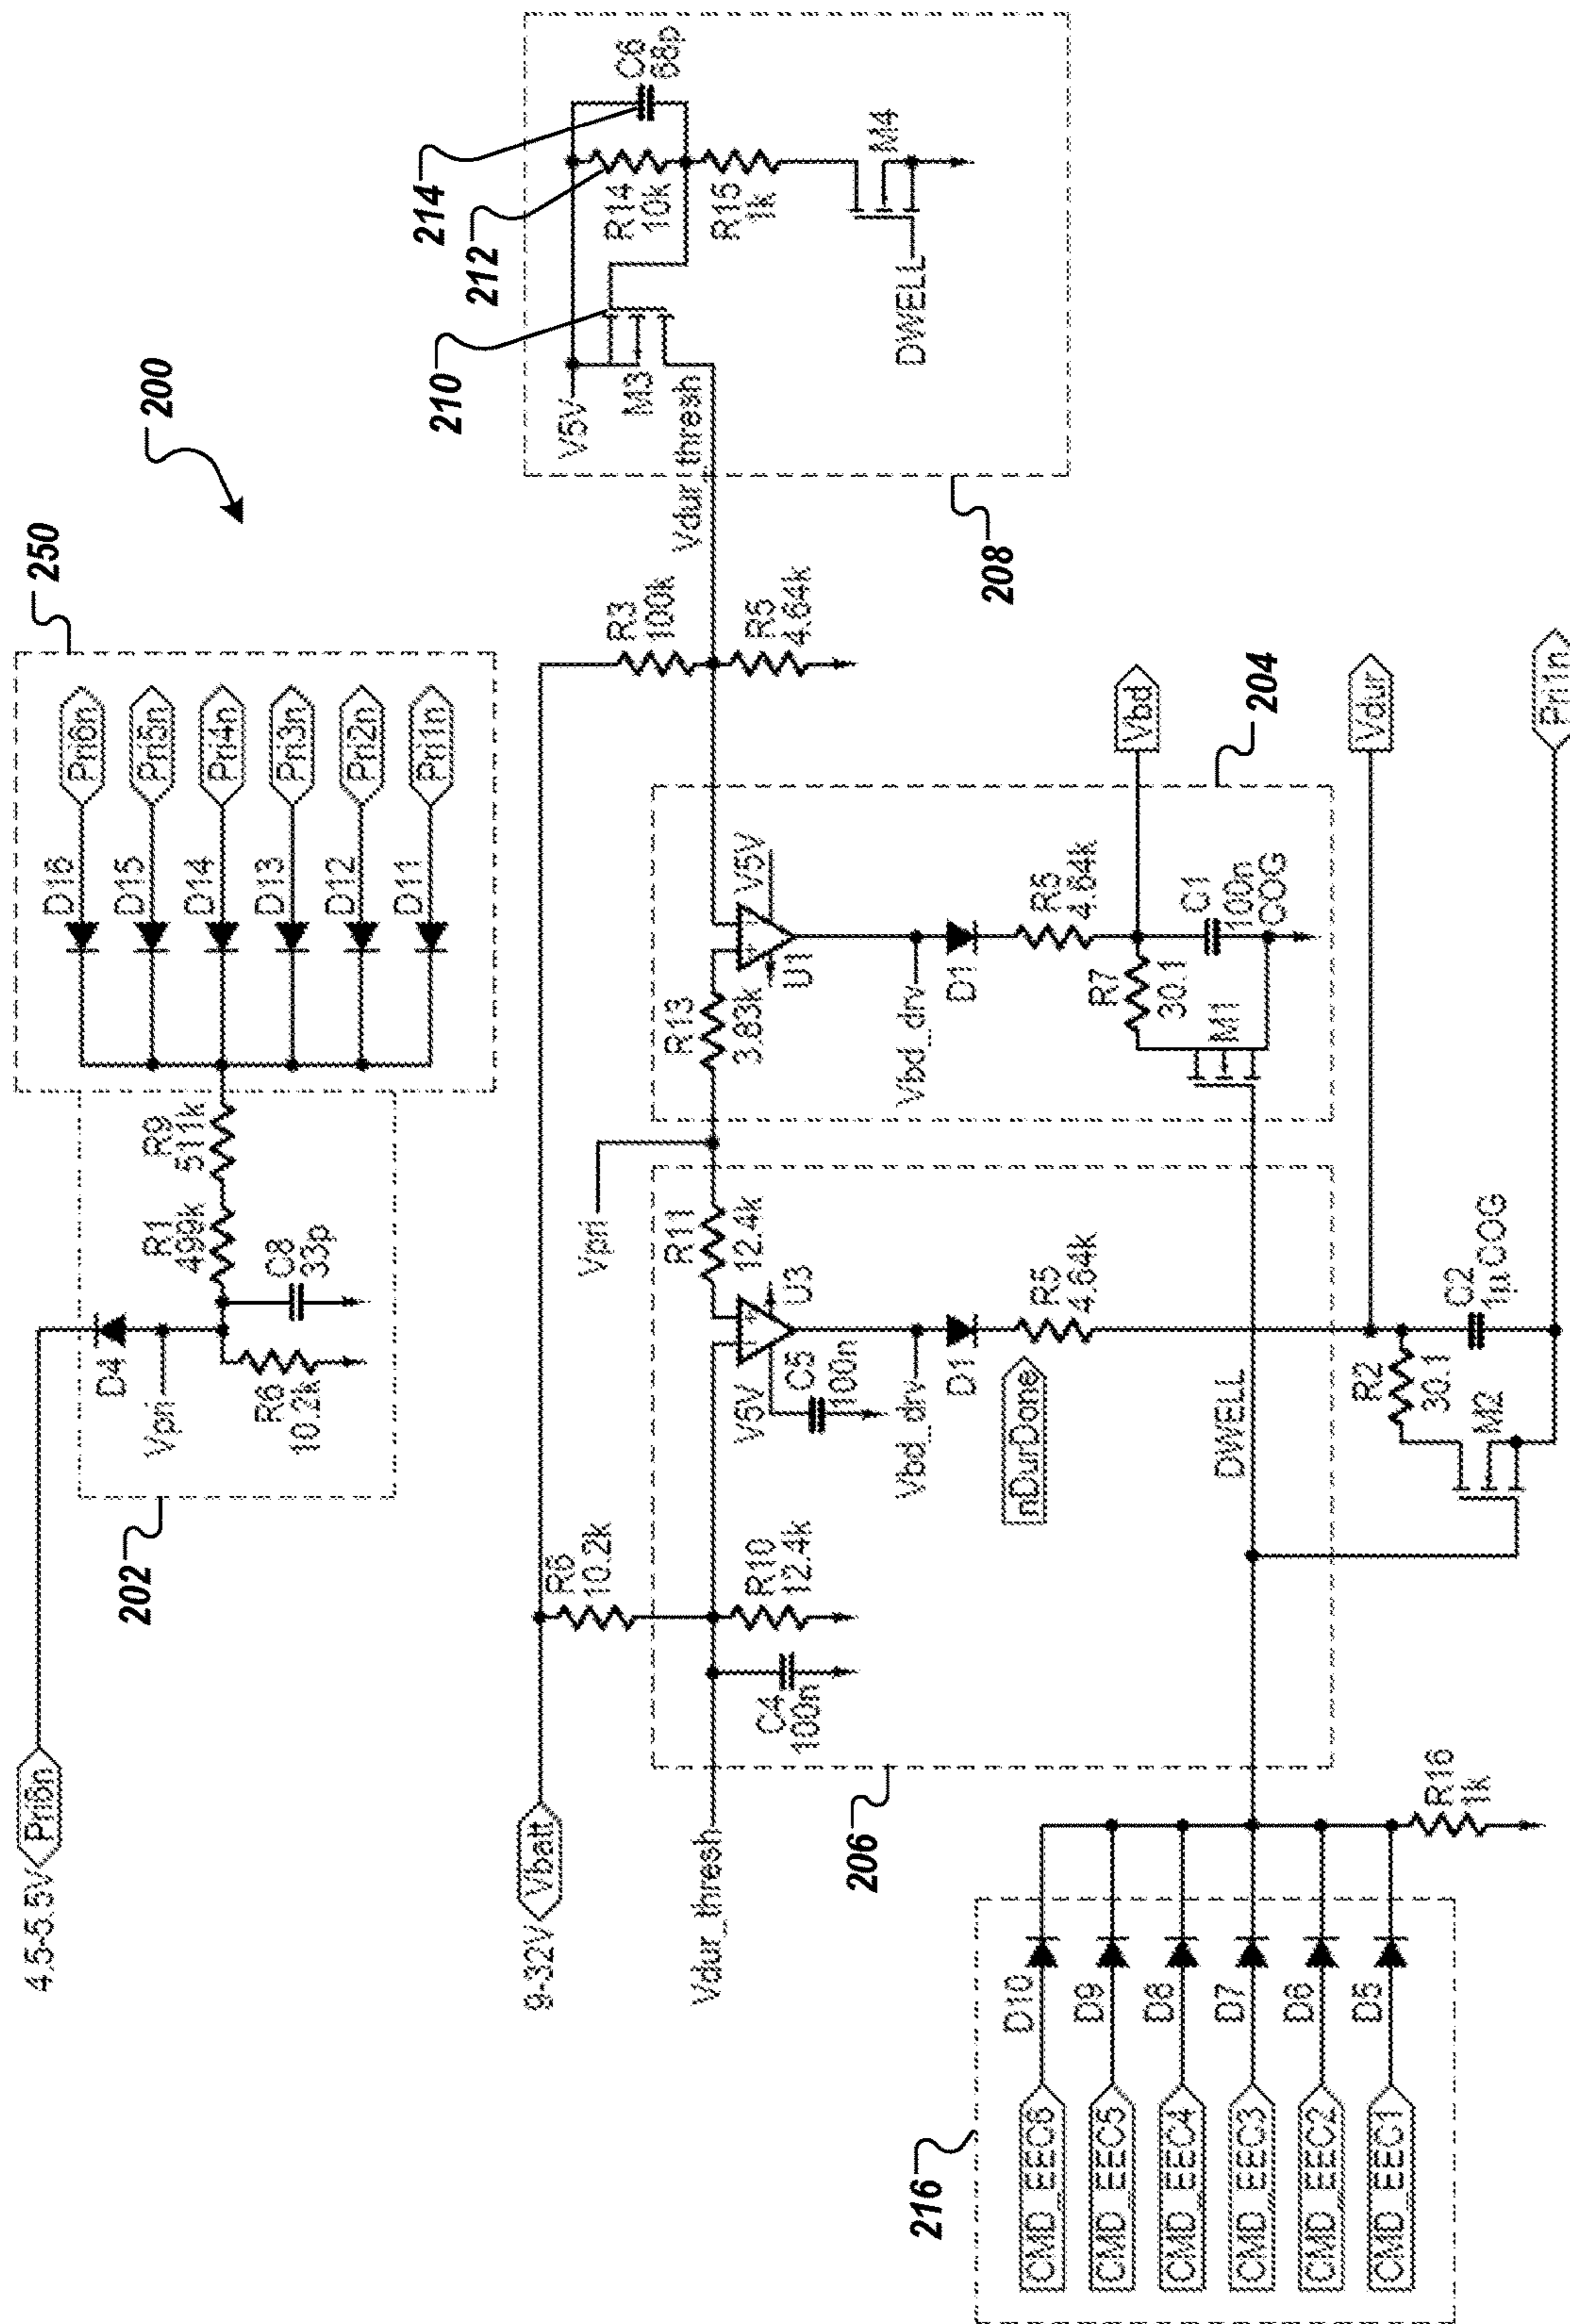 200
250
Pri6n
Pri5n
Pri4n
Pri3n
Pri2n
Pri1n
D16
D15
D14
D13
D12
D11
202
4.5-5.5V
Pri6n
D4
Vpri
R6
10.2k
R1
499k
C8
33p
R9
511k
9-32V
Vbatt
R6
10.2k
R3
100k
R5
4.64k
Vdur_thresh
208
210
212
214
V5V
M3
R14
10k
C6
68p
R15
1k
DWELL
M4
206
Vdur_thresh
C4
100n
R10
12.4k
V5V
C5
100n
U3
R11
12.4k
Vpri
Vbd_drv
D1
nDurDone
R5
4.64k
DWELL
204
R13
3.83k
U1
V5V
Vbd_drv
D1
R5
4.64k
R7
30.1
M1
C1
100n
COG
Vbd
Vdur
Pri1n
R2
30.1
M2
C2
1µ COG
216
CMD_EEC6
CMD_EEC5
CMD_EEC4
CMD_EEC3
CMD_EEC2
CMD_EEC1
D10
D9
D8
D7
D6
D5
R16
1k